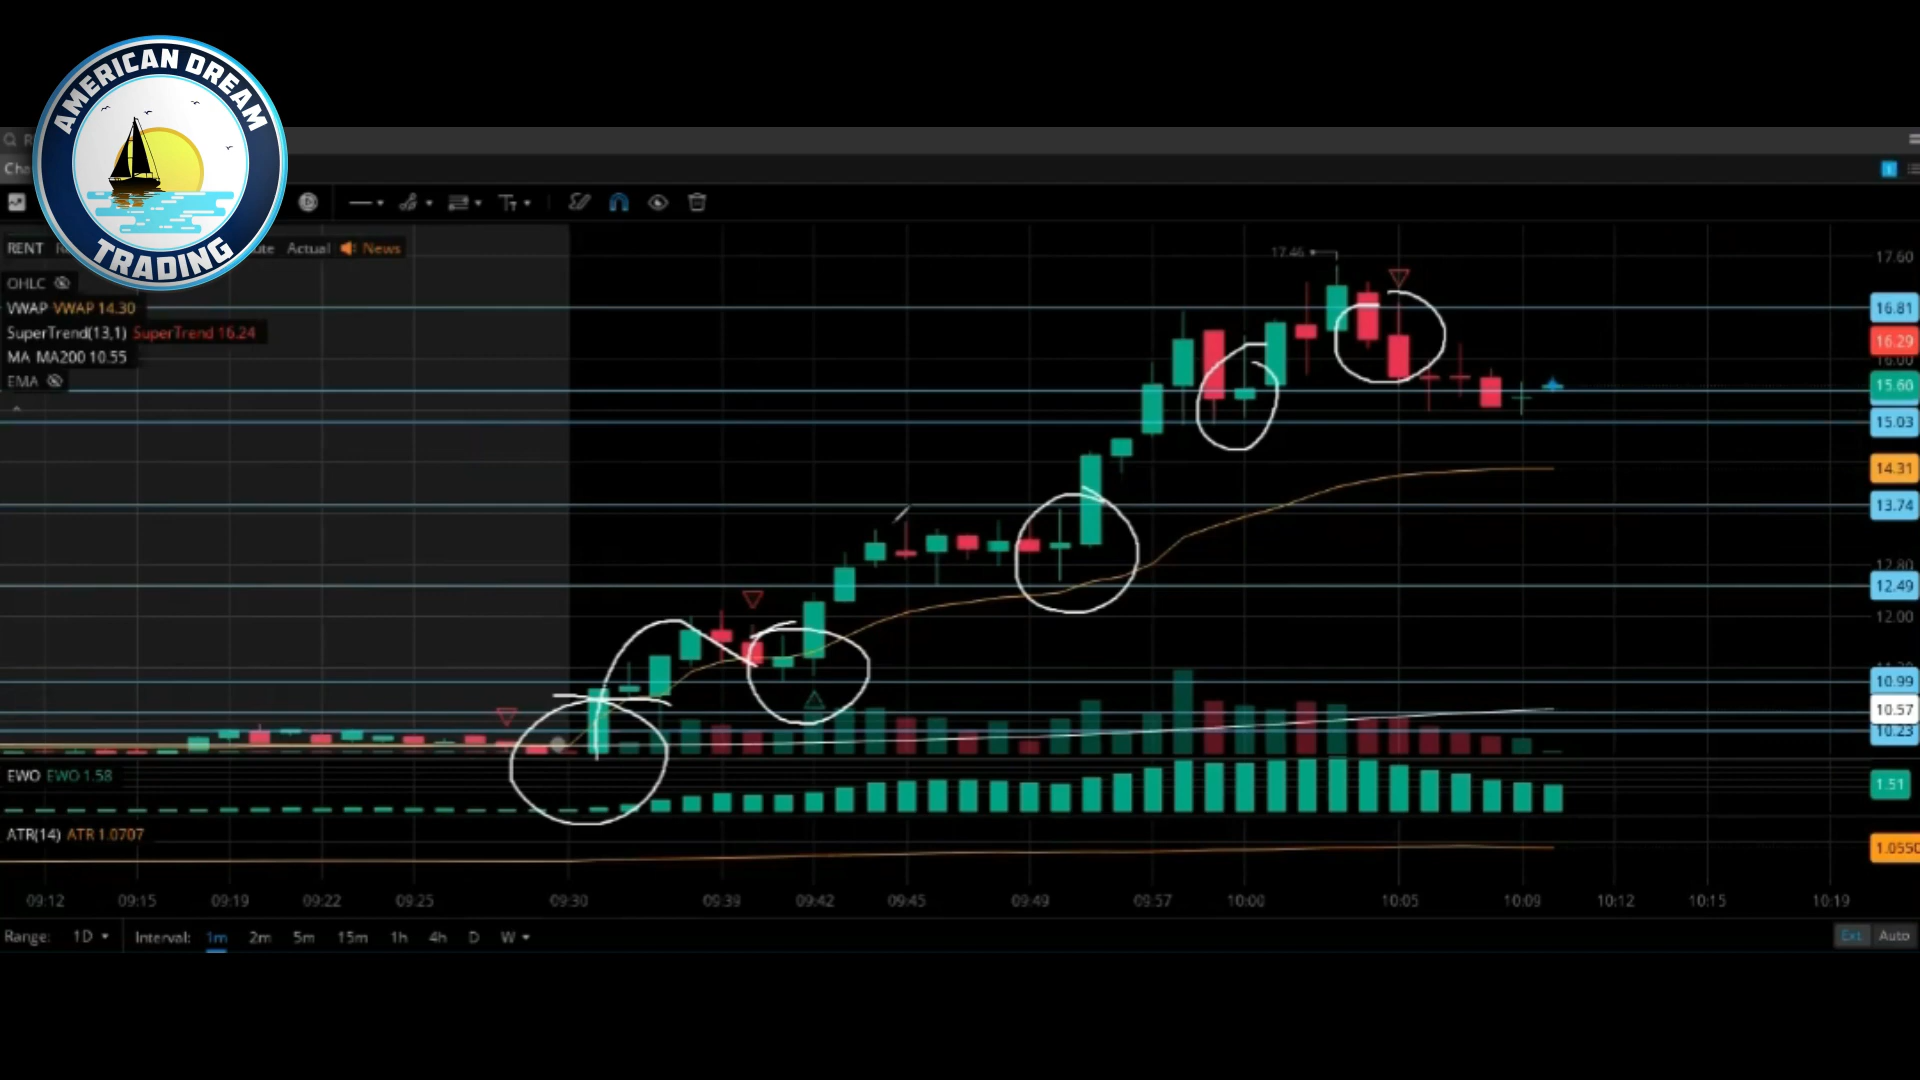 AMERICAN DREAM
TRADING
RENT
Actual
News
OHLC
VWAP VWAP 14.30
SuperTrend(13,1) SuperTrend 16.24
MA MA200 10.55
EMA
17.46
17.60
16.81
16.29
16.00
15.60
15.03
14.31
13.74
12.80
12.49
12.00
10.99
10.57
10.23
EWO EWO 1.58
1.51
ATR(14) ATR 1.0707
1.0550
09:12 09:15 09:19 09:22 09:25 09:30 09:39 09:42 09:45 09:49 09:57 10:00 10:05 10:09 10:12 10:15 10:19
Range: 1D Interval: 1m 2m 5m 15m 1h 4h D W Ext. Auto